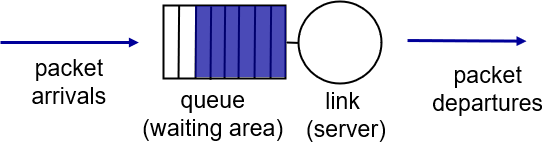 packet
arrivals
queue
(waiting area)
link
(server)
packet
departures